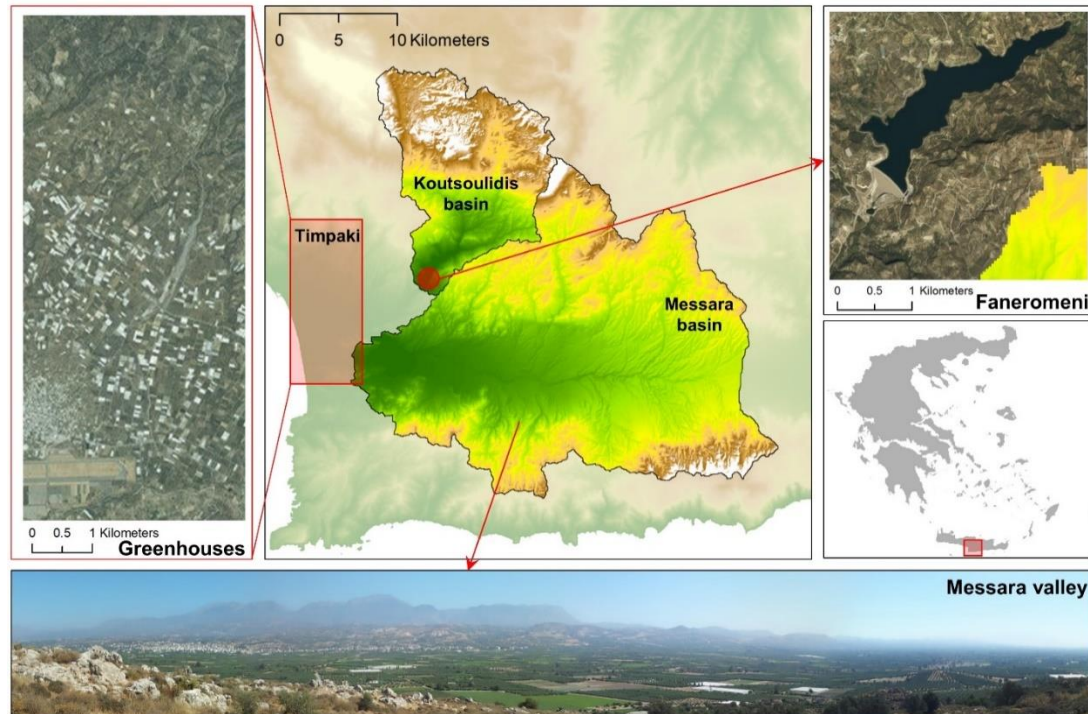 0 0.5 1 Kilometers
Greenhouses
0 5 10 Kilometers
Koutsoulidis
basin
Timpaki
Messara
basin
0 0.5 1 Kilometers
Faneromeni
Messara valley